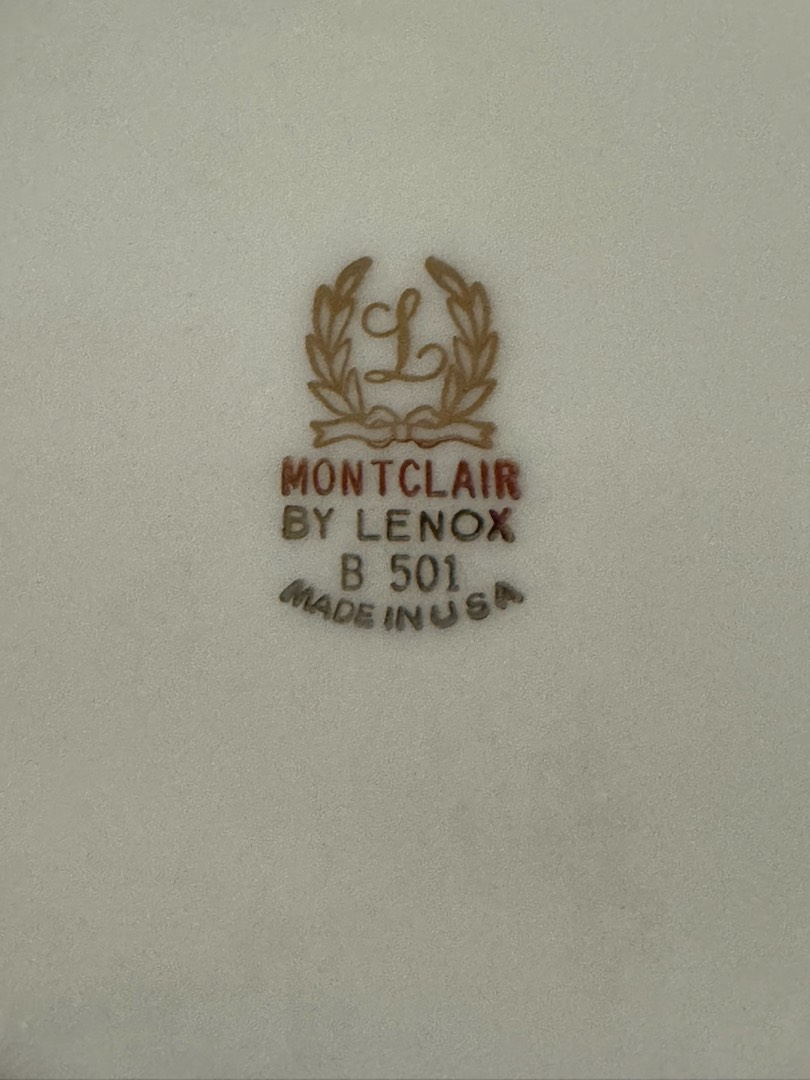 L
MONTCLAIR
BY LENOX
B 501
MADE IN USA